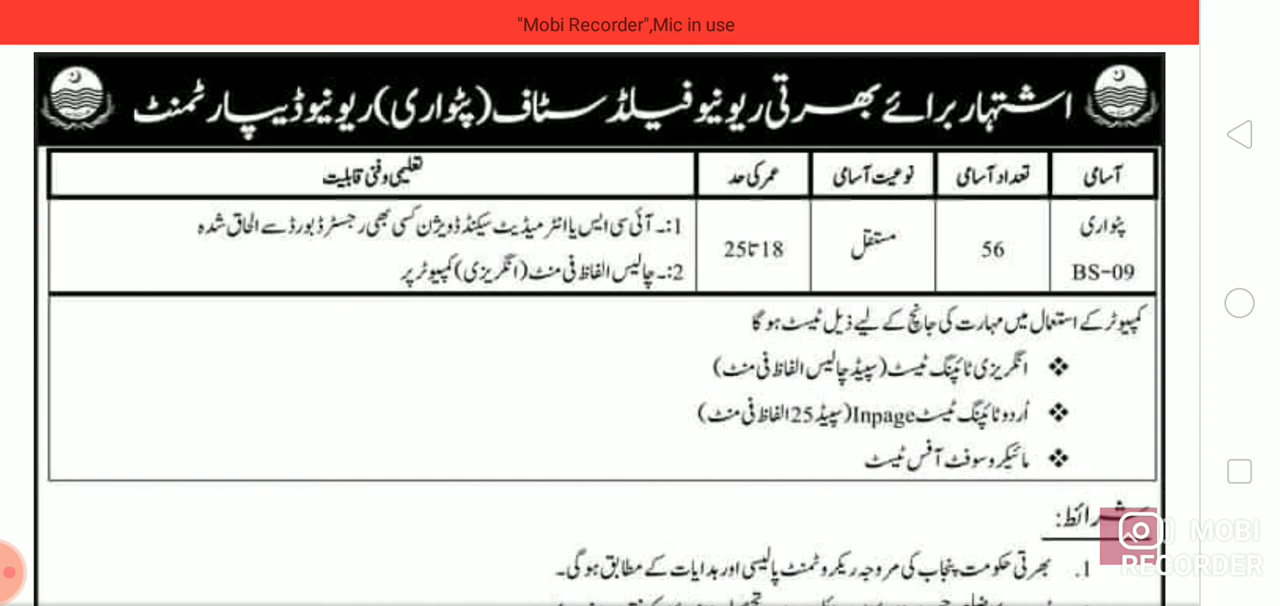 "Mobi Recorder",Mic in use
اشتہار برائے بھرتی ریونیو فیلڈ سٹاف (پٹواری) ریونیو ڈیپارٹمنٹ
آسامی
تعداد آسامی
نوعیت آسامی
عمر کی حد
تعلیمی و فنی قابلیت
پٹواری
BS-09
56
مستقل
18 تا 25
1:۔ آئی سی ایس یا انٹر میڈیٹ سیکنڈ ڈویژن کسی بھی رجسٹرڈ بورڈ سے الحاق شدہ
2:۔ چالیس الفاظ فی منٹ (انگریزی) کمپیوٹر پر
کمپیوٹر کے استعمال میں مہارت کی جانچ کے لیے ذیل ٹیسٹ ہو گا
❖ انگریزی ٹائپنگ ٹیسٹ (سپیڈ چالیس الفاظ فی منٹ)
❖ اُردو ٹائپنگ ٹیسٹ Inpage (سپیڈ 25 الفاظ فی منٹ)
❖ مائیکروسوفٹ آفس ٹیسٹ
شرائط:
1. بھرتی حکومت پنجاب کی مروجہ ریکروٹمنٹ پالیسی اور ہدایات کے مطابق ہو گی۔
MOBI
RECORDER